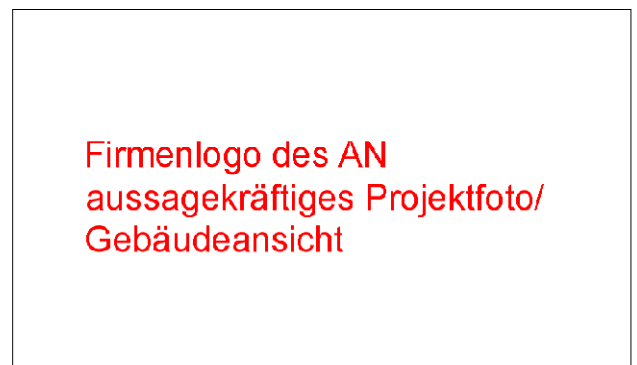 Firmenlogo des AN
aussagekräftiges Projektfoto/
Gebäudeansicht